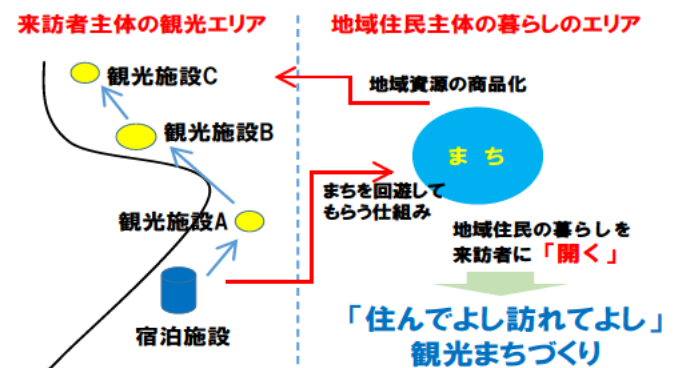 来訪者主体の観光エリア
地域住民主体の暮らしのエリア
観光施設C
地域資源の商品化
観光施設B
まち
まちを回遊して
もらう仕組み
観光施設A
地域住民の暮らしを
来訪者に「開く」
宿泊施設
「住んでよし訪れてよし」
観光まちづくり